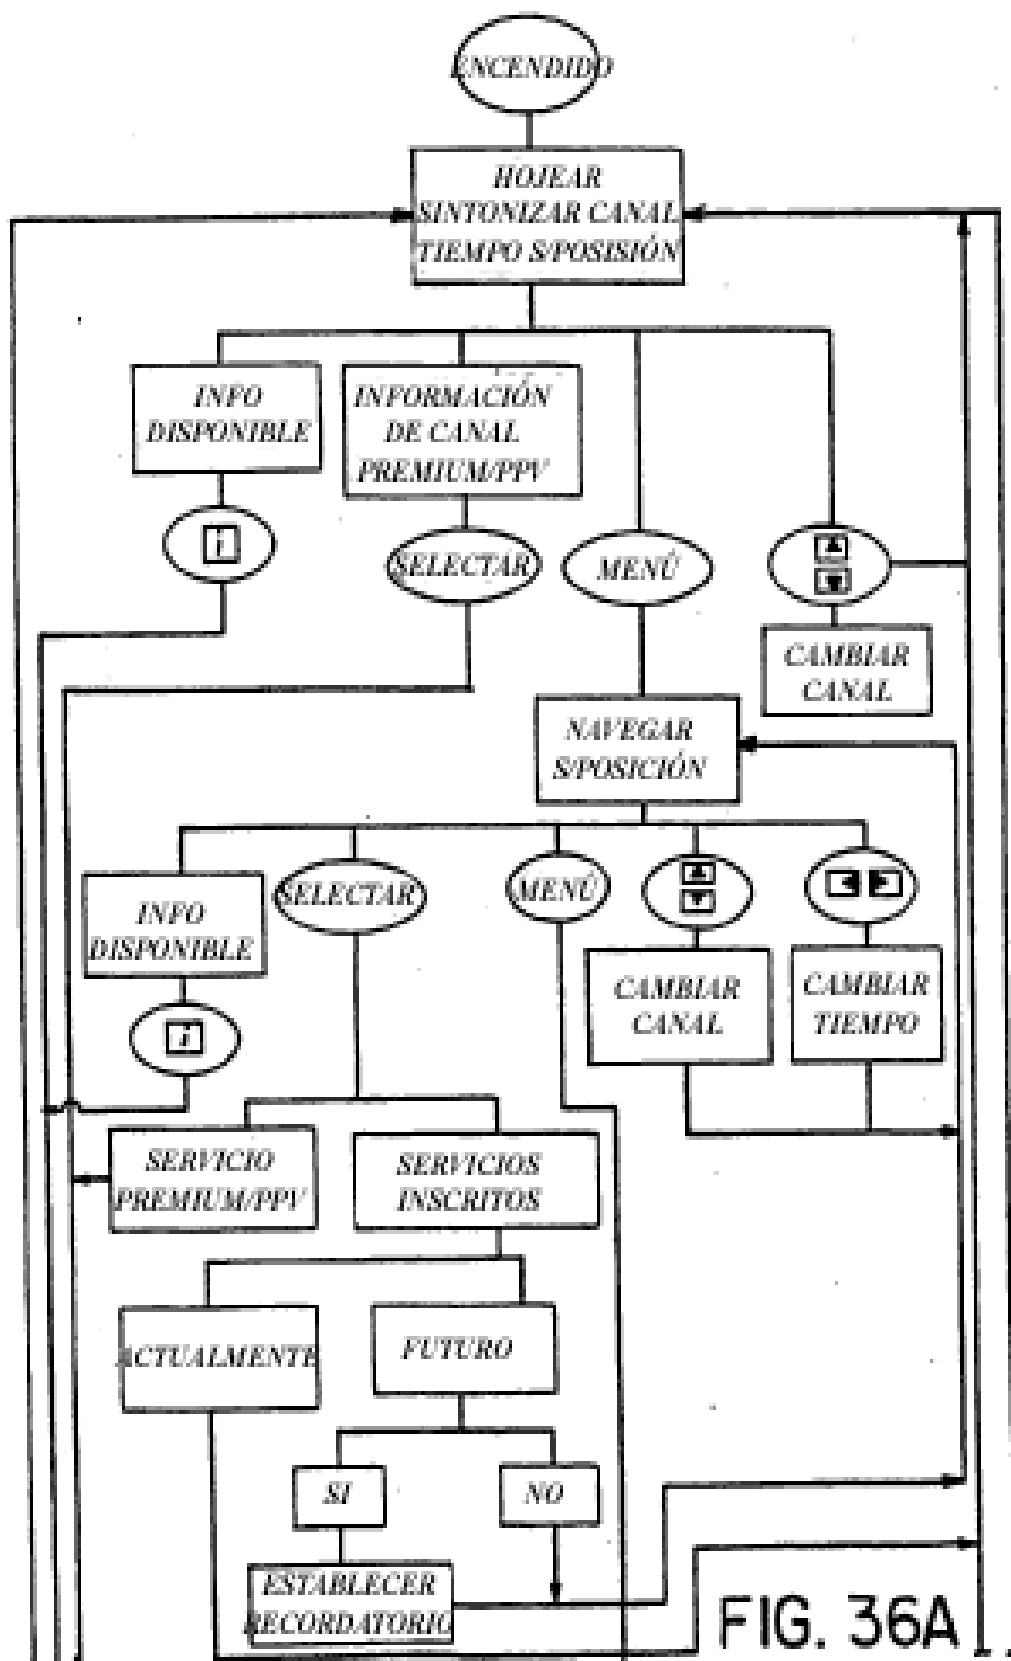 ENCENDIDO
HOJEAR
SINTONIZAR CANAL
TIEMPO S/POSISIÓN
INFO
DISPONIBLE
INFORMACIÓN
DE CANAL
PREMIUM/PPV
i
SELECTAR
MENÚ
CAMBIAR
CANAL
NAVEGAR
S/POSICIÓN
INFO
DISPONIBLE
SELECTAR
MENÚ
i
CAMBIAR
CANAL
CAMBIAR
TIEMPO
SERVICIO
PREMIUM/PPV
SERVICIOS
INSCRITOS
ACTUALMENTE
FUTURO
SI
NO
ESTABLECER
RECORDATORIO
FIG. 36A